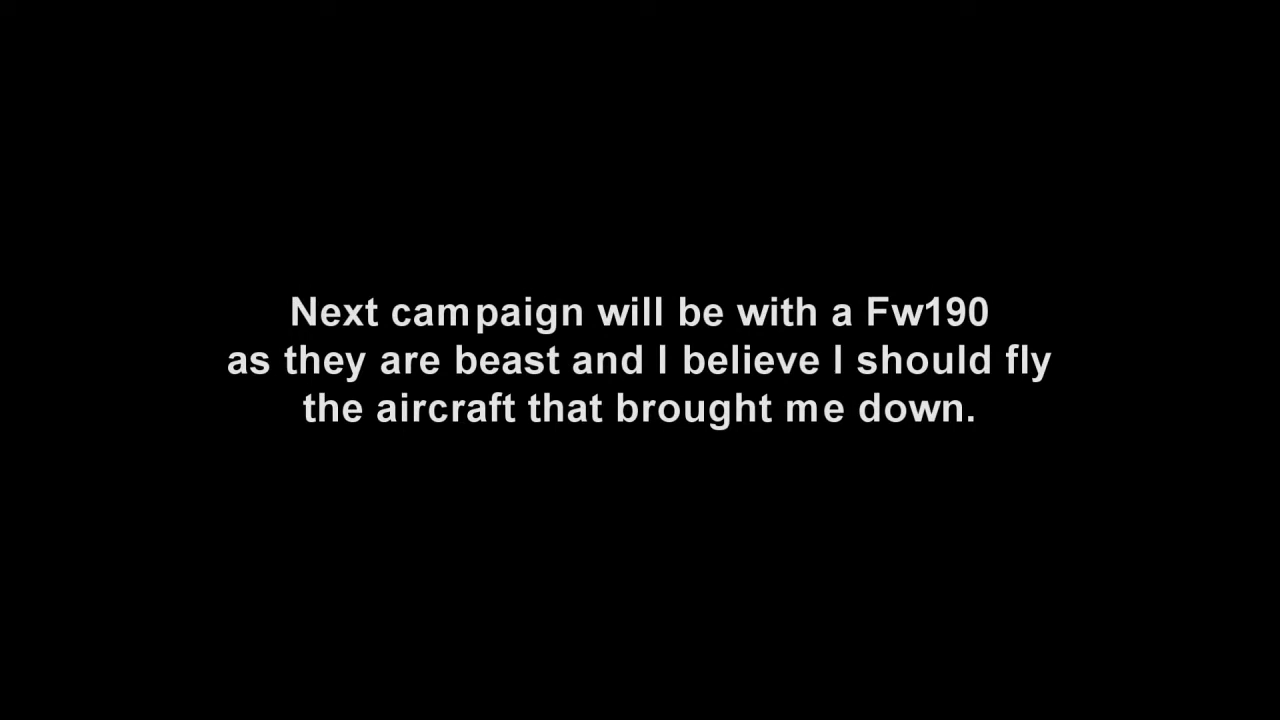 Next campaign will be with a Fw190
as they are beast and I believe I should fly
the aircraft that brought me down.